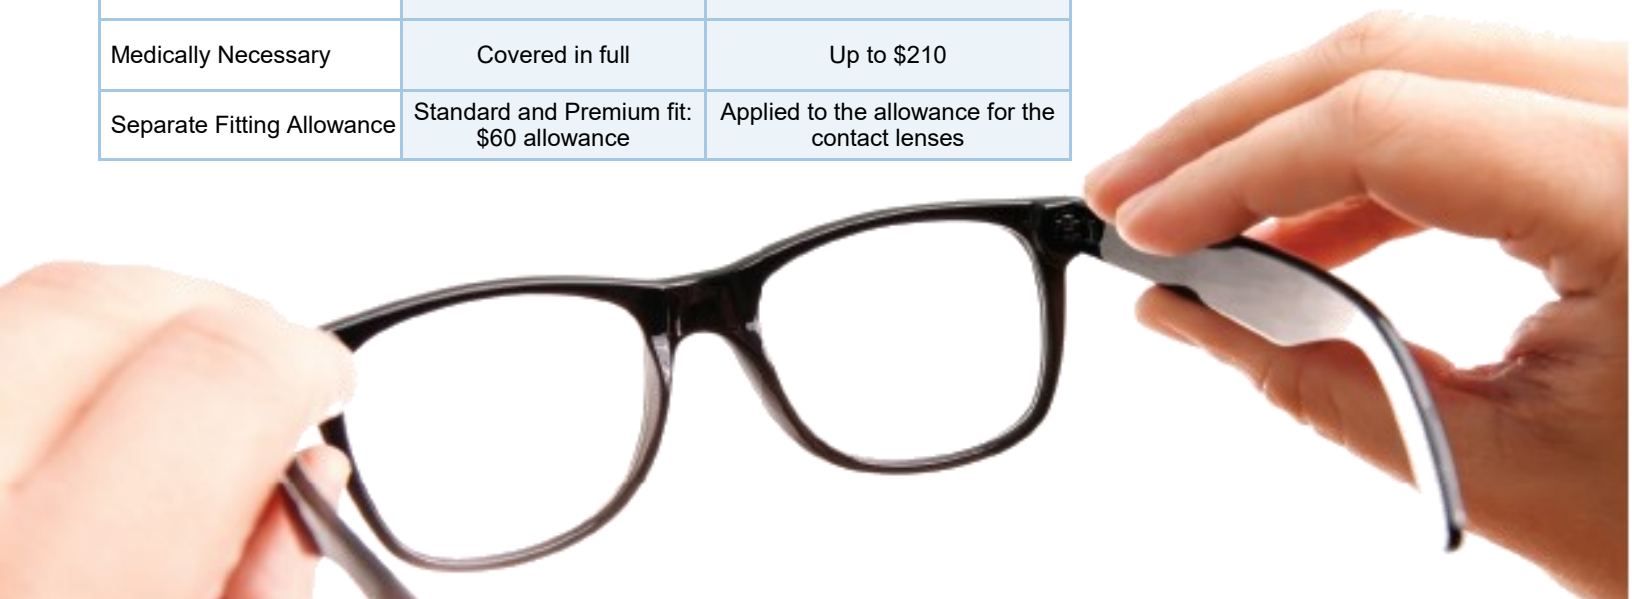 Medically Necessary
Covered in full
Up to $210
Separate Fitting Allowance
Standard and Premium fit:
$60 allowance
Applied to the allowance for the
contact lenses